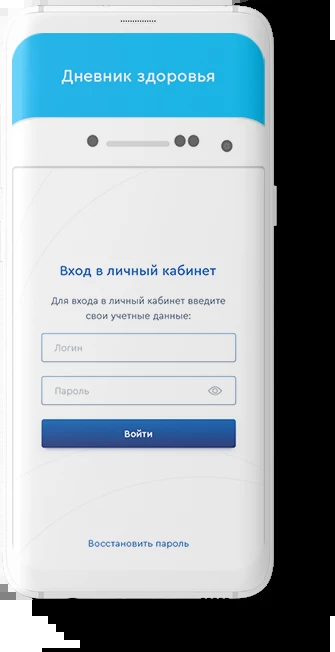 Дневник здоровья
Вход в личный кабинет
Для входа в личный кабинет введите
свои учетные данные:
Логин
Пароль
Войти
Восстановить пароль